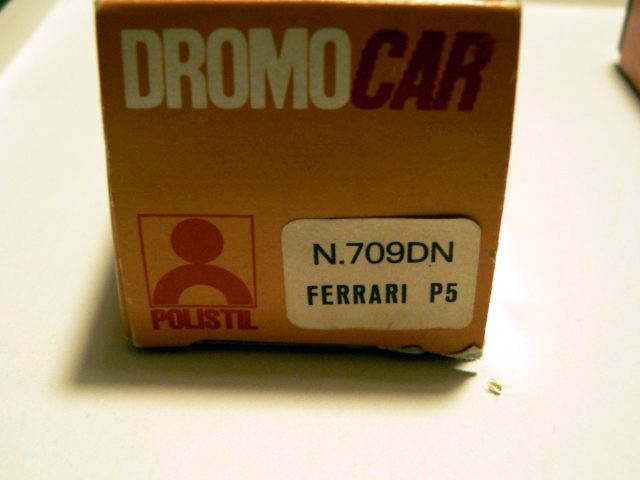 DROMOCAR
N.709DN
FERRARI P5
POLISTIL